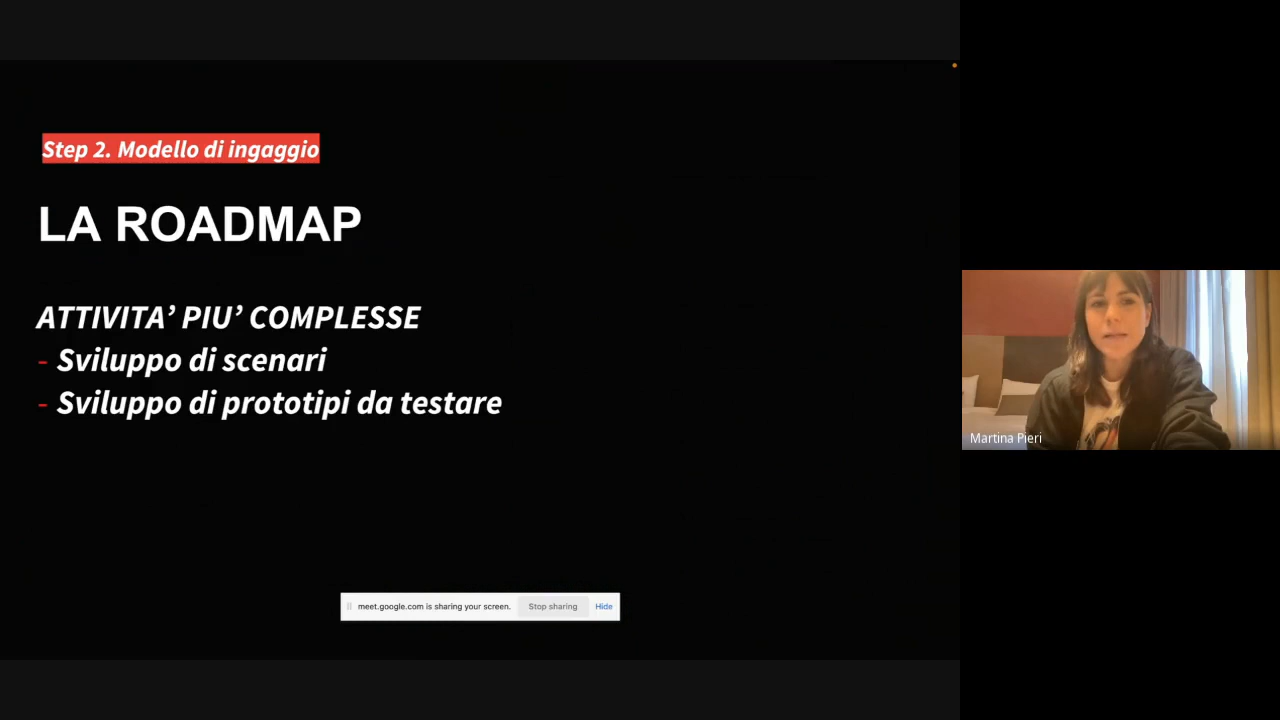 Step 2. Modello di ingaggio
LA ROADMAP
ATTIVITA’ PIU’ COMPLESSE
- Sviluppo di scenari
- Sviluppo di prototipi da testare
meet.google.com is sharing your screen. Stop sharing Hide
Martina Pieri